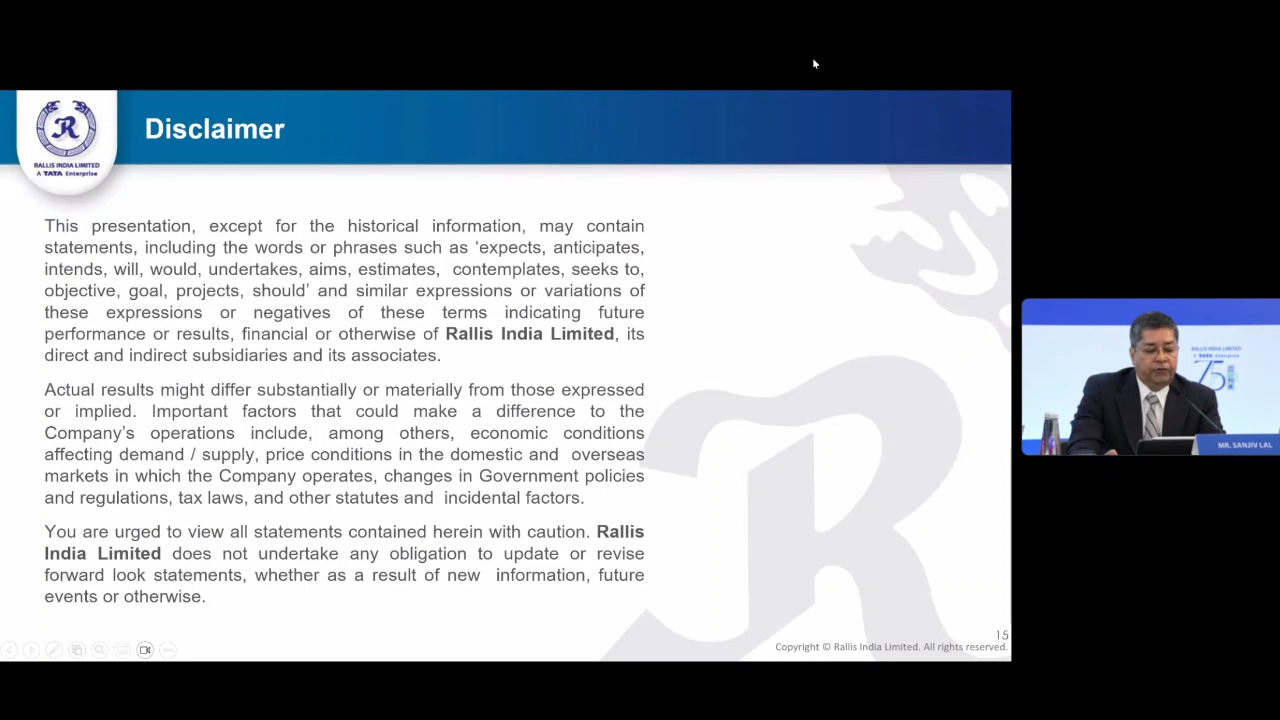 Disclaimer
RALLIS INDIA LIMITED
A TATA Enterprise
This presentation, except for the historical information, may contain
statements, including the words or phrases such as 'expects, anticipates,
intends, will, would, undertakes, aims, estimates, contemplates, seeks to,
objective, goal, projects, should' and similar expressions or variations of
these expressions or negatives of these terms indicating future
performance or results, financial or otherwise of Rallis India Limited, its
direct and indirect subsidiaries and its associates.
Actual results might differ substantially or materially from those expressed
or implied. Important factors that could make a difference to the
Company's operations include, among others, economic conditions
affecting demand / supply, price conditions in the domestic and overseas
markets in which the Company operates, changes in Government policies
and regulations, tax laws, and other statutes and incidental factors.
You are urged to view all statements contained herein with caution. Rallis
India Limited does not undertake any obligation to update or revise
forward look statements, whether as a result of new information, future
events or otherwise.
15
Copyright © Rallis India Limited. All rights reserved.
RALLIS INDIA LIMITED
A TATA Enterprise
75
MR. SANJIV LAL